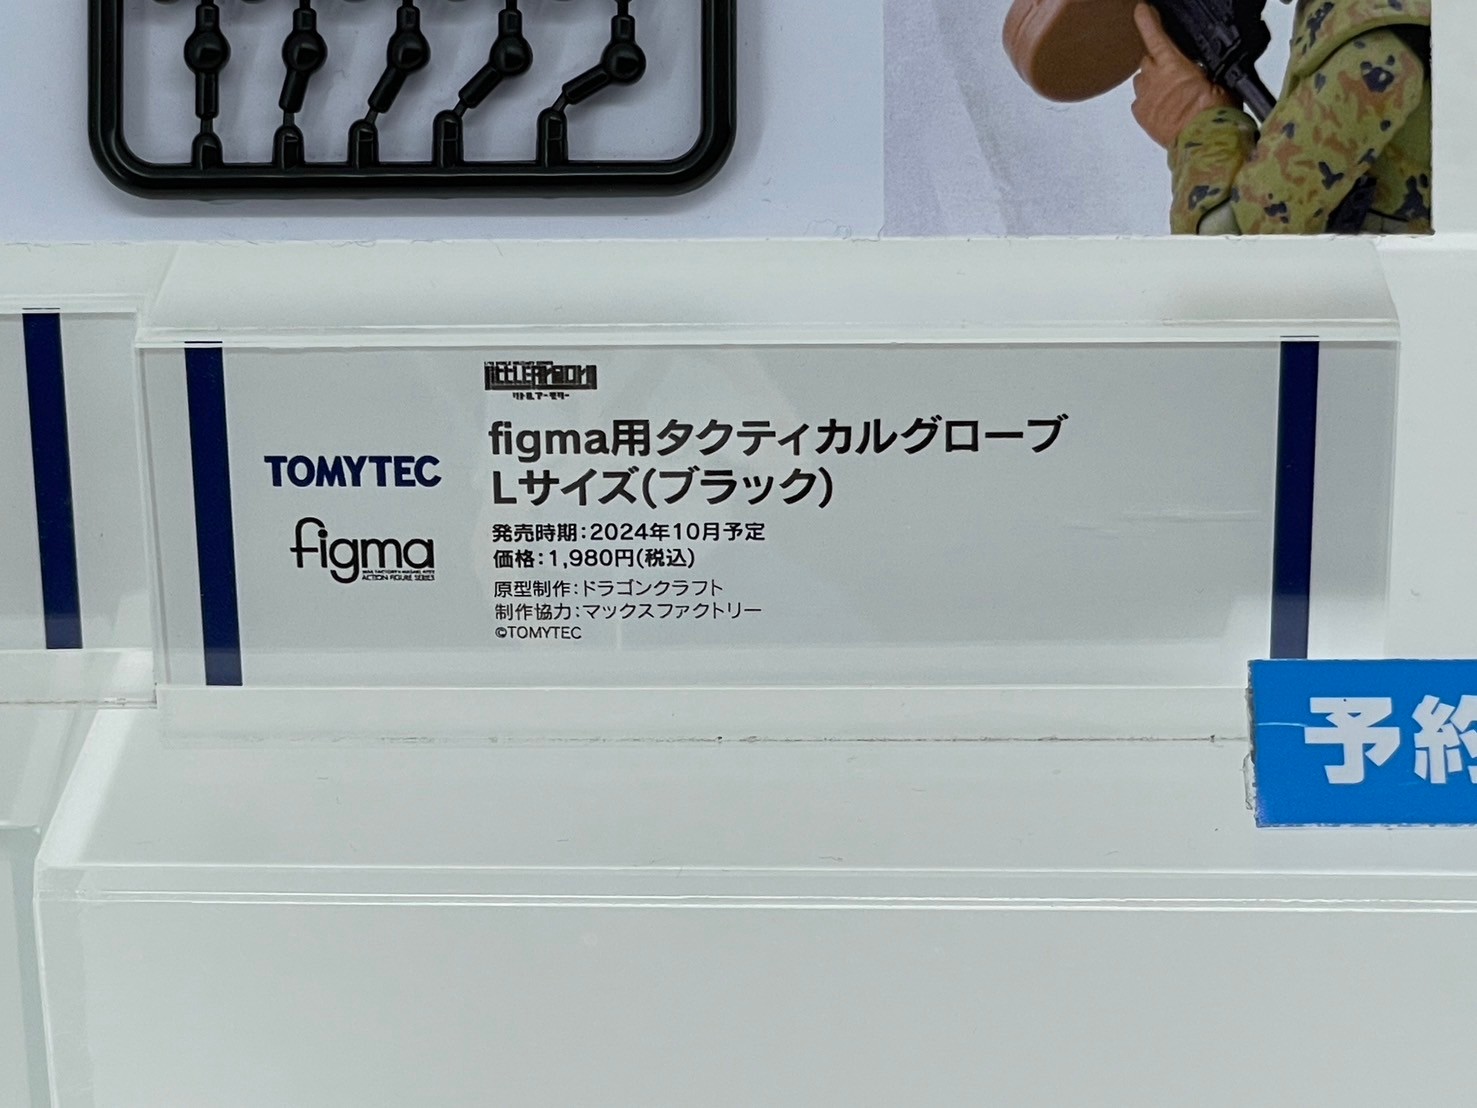 リトルアーモリー
TOMYTEC
figma
ACTION FIGURE SERIES
figma用タクティカルグローブ
Lサイズ(ブラック)
発売時期:2024年10月予定
価格:1,980円(税込)
原型制作:ドラゴンクラフト
制作協力:マックスファクトリー
©TOMYTEC
予約